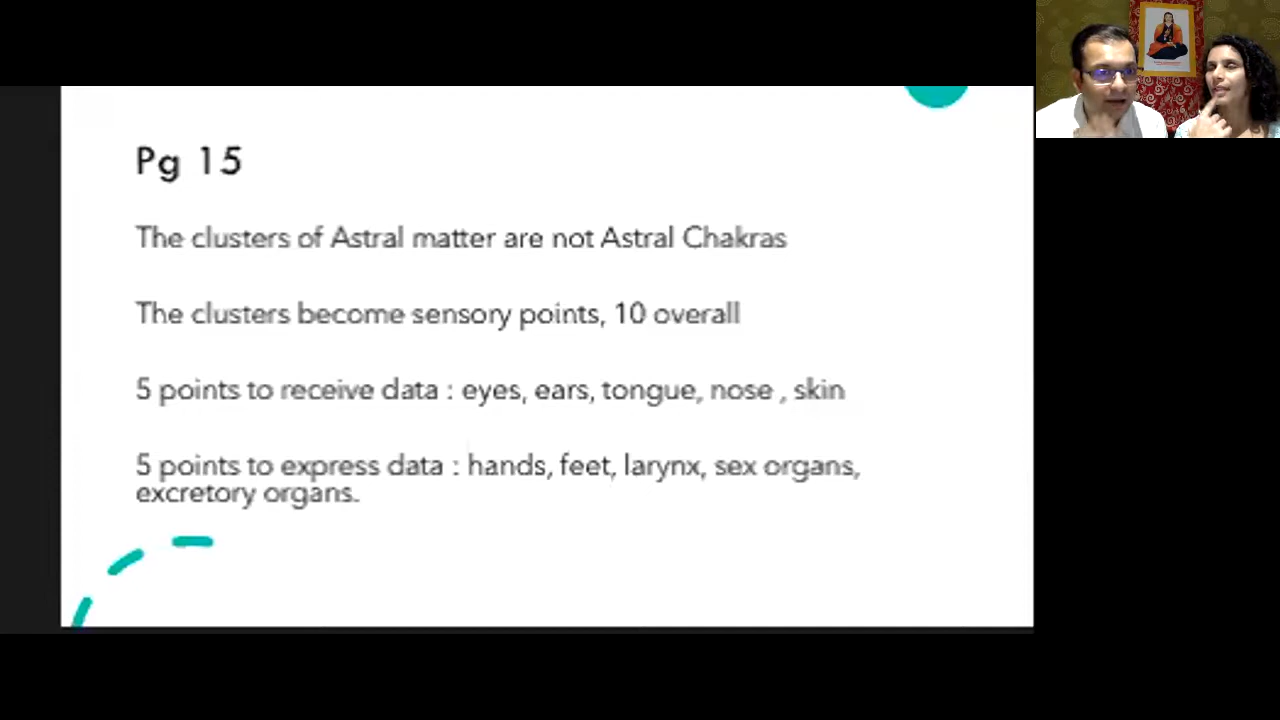 Pg 15
The clusters of Astral matter are not Astral Chakras
The clusters become sensory points, 10 overall
5 points to receive data : eyes, ears, tongue, nose , skin
5 points to express data : hands, feet, larynx, sex organs,
excretory organs.